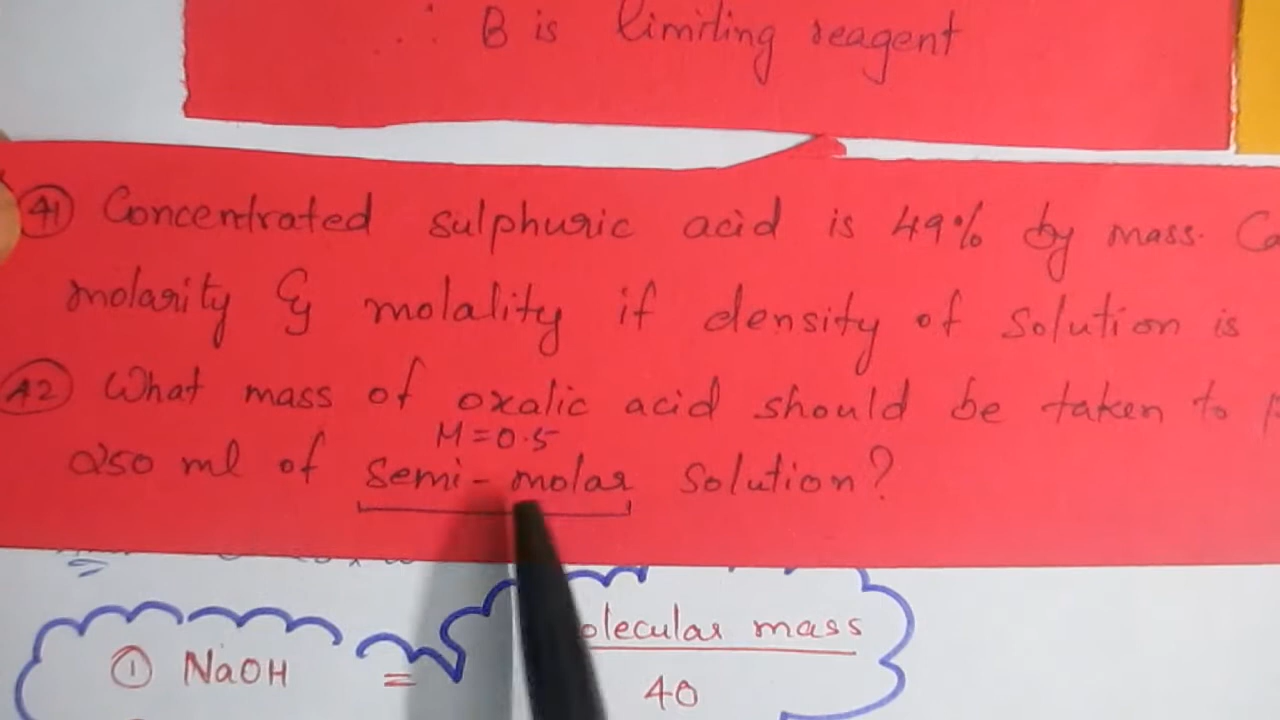 ∴ B is limiting reagent
41 Concentrated sulphuric acid is 49% by mass.
molarity & molality if density of solution is
42 What mass of oxalic acid should be taken to
M = 0.5
250 ml of semi-molar solution?
olecular mass
① NaOH =
40